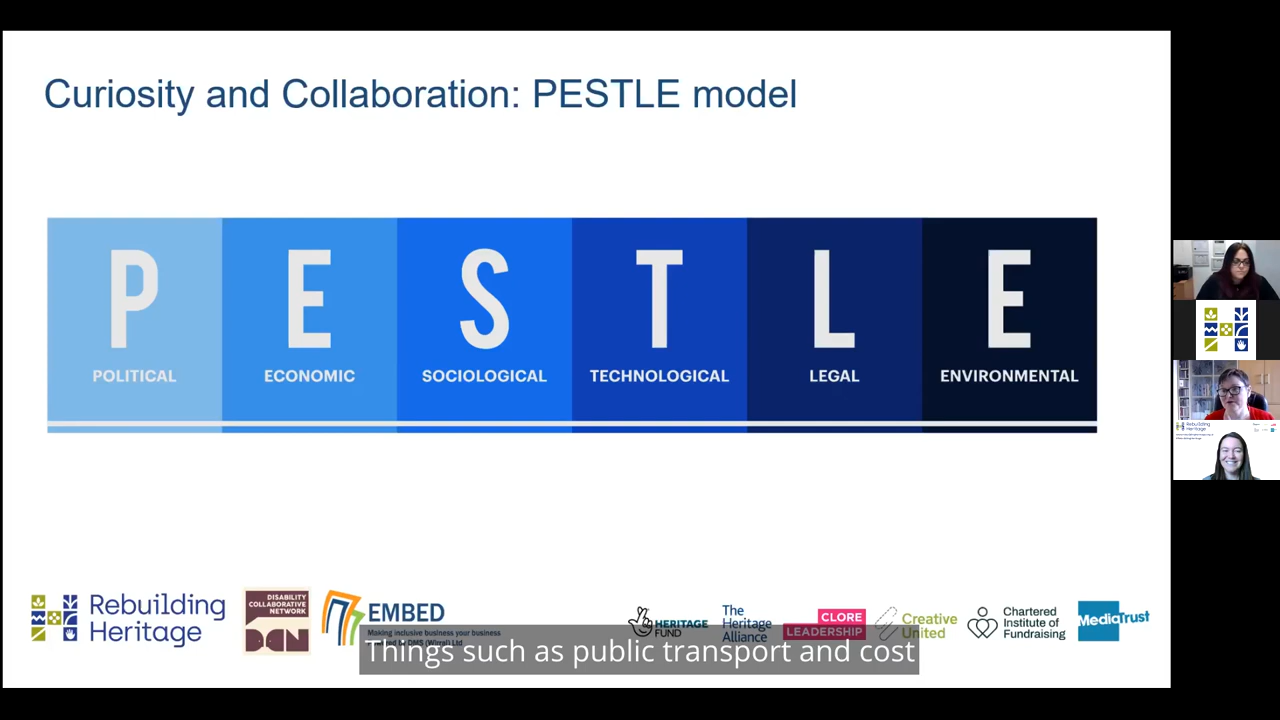 Curiosity and Collaboration: PESTLE model
P
POLITICAL
E
ECONOMIC
S
SOCIOLOGICAL
T
TECHNOLOGICAL
L
LEGAL
E
ENVIRONMENTAL
Rebuilding
Heritage
DISABILITY
COLLABORATIVE
NETWORK
DCN
EMBED
Making inclusive business your business
HERITAGE
FUND
The
Heritage
Alliance
CLORE
LEADERSHIP
Creative
United
Chartered
Institute of
Fundraising
MediaTrust
Things such as public transport and cost
Rebuilding
Heritage